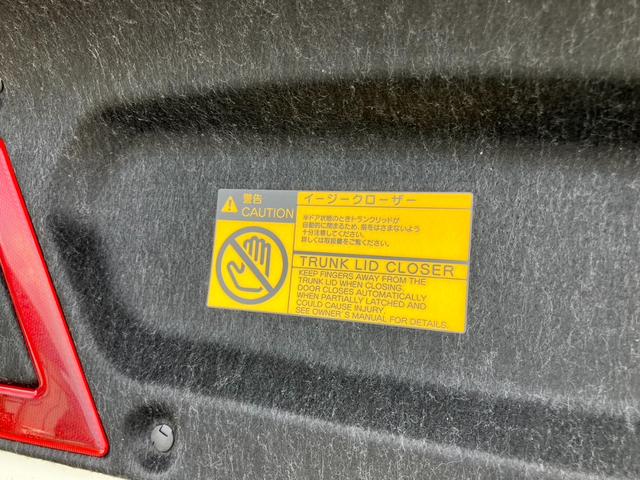 警告
CAUTION
イージークローザー
半ドア状態のときトランクリッドが
自動的に閉まるため、指をはさまないよう
十分注意してください。
詳しくは取扱書をご覧ください。
TRUNK LID CLOSER
KEEP FINGERS AWAY FROM THE
TRUNK LID WHEN CLOSING.
DOOR CLOSES AUTOMATICALLY
WHEN PARTIALLY LATCHED AND
COULD CAUSE INJURY.
SEE OWNER'S MANUAL FOR DETAILS.